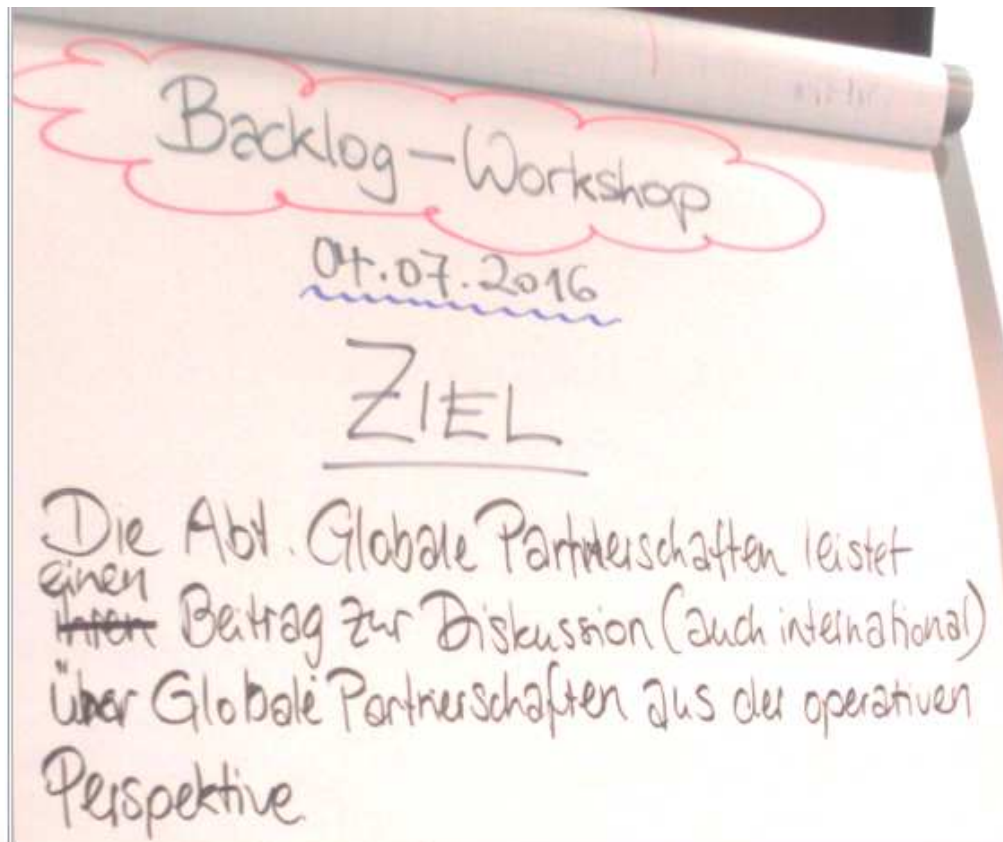 Backlog-Workshop
04.07.2016
ZIEL
Die Abt. Globale Partnerschaften leistet
einen
ihren Beitrag zur Diskussion (auch international)
über Globale Partnerschaften aus der operativen
Perspektive